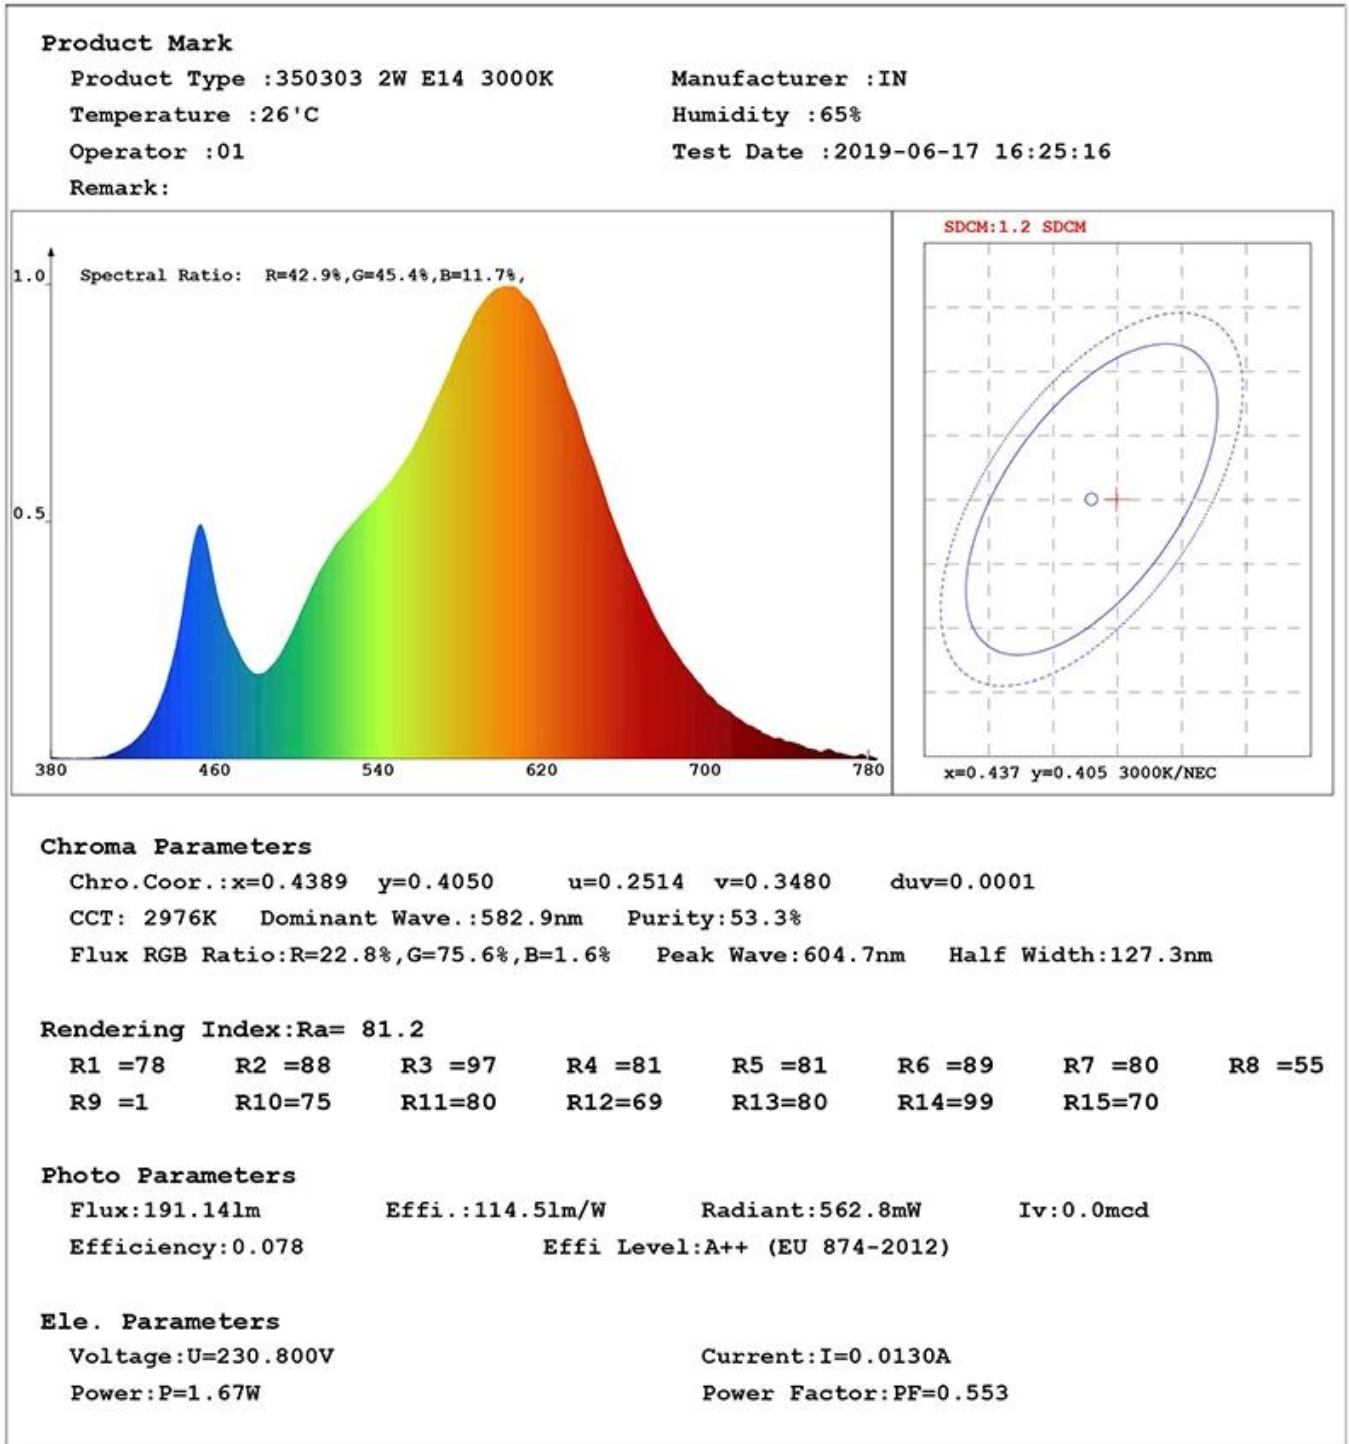 Product Mark
Product Type :350303 2W E14 3000K Manufacturer :IN
Temperature :26'C Humidity :65%
Operator :01 Test Date :2019-06-17 16:25:16
Remark:
SDCM:1.2 SDCM
1.0 Spectral Ratio: R=42.9%,G=45.4%,B=11.7%,
0.5
380 460 540 620 700 780
x=0.437 y=0.405 3000K/NEC
Chroma Parameters
Chro.Coor.:x=0.4389 y=0.4050 u=0.2514 v=0.3480 duv=0.0001
CCT: 2976K Dominant Wave.:582.9nm Purity:53.3%
Flux RGB Ratio:R=22.8%,G=75.6%,B=1.6% Peak Wave:604.7nm Half Width:127.3nm
Rendering Index:Ra= 81.2
R1 =78 R2 =88 R3 =97 R4 =81 R5 =81 R6 =89 R7 =80 R8 =55
R9 =1 R10=75 R11=80 R12=69 R13=80 R14=99 R15=70
Photo Parameters
Flux:191.14lm Effi.:114.5lm/W Radiant:562.8mW Iv:0.0mcd
Efficiency:0.078 Effi Level:A++ (EU 874-2012)
Ele. Parameters
Voltage:U=230.800V Current:I=0.0130A
Power:P=1.67W Power Factor:PF=0.553